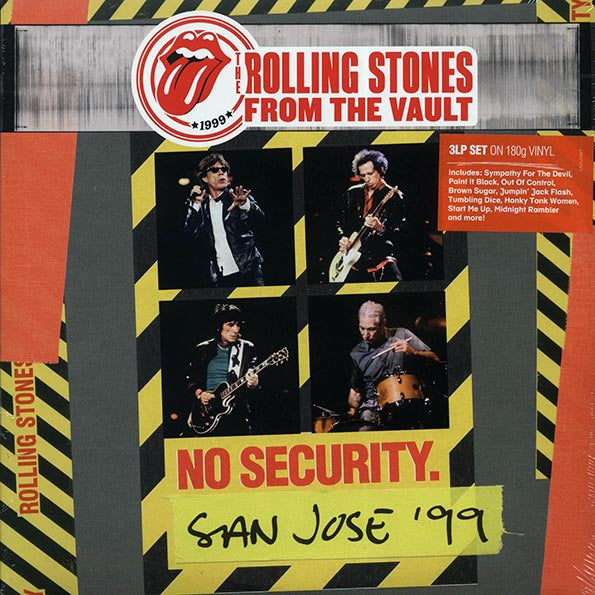 THE
ROLLING STONES
FROM THE VAULT
★1999★
3LP SET ON 180g VINYL
Includes: Sympathy For The Devil,
Paint It Black, Out Of Control,
Brown Sugar, Jumpin' Jack Flash,
Tumbling Dice, Honky Tonk Women,
Start Me Up, Midnight Rambler
and more!
ROLLING STONES
NO SECURITY.
SAN JOSE '99
TY
Y